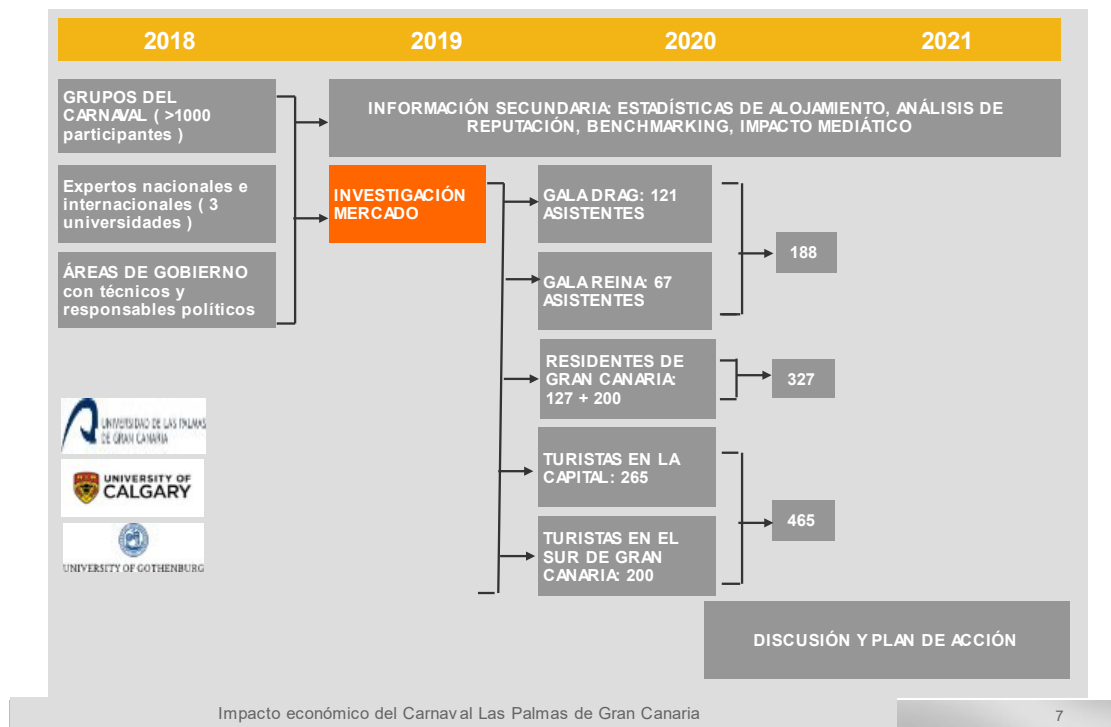 2018 2019 2020 2021
GRUPOS DEL
CARNAVAL ( >1000
participantes )
INFORMACIÓN SECUNDARIA: ESTADÍSTICAS DE ALOJAMIENTO, ANÁLISIS DE
REPUTACIÓN, BENCHMARKING, IMPACTO MEDIÁTICO
Expertos nacionales e
internacionales ( 3
universidades )
ÁREAS DE GOBIERNO
con técnicos y
responsables políticos
INVESTIGACIÓN
MERCADO
GALA DRAG: 121
ASISTENTES
GALA REINA: 67
ASISTENTES
188
RESIDENTES DE
GRAN CANARIA:
127 + 200
327
TURISTAS EN LA
CAPITAL: 265
TURISTAS EN EL
SUR DE GRAN
CANARIA: 200
465
UNIVERSIDAD DE LAS PALMAS
DE GRAN CANARIA
UNIVERSITY OF
CALGARY
UNIVERSITY OF GOTHENBURG
DISCUSIÓN Y PLAN DE ACCIÓN
Impacto económico del Carnaval Las Palmas de Gran Canaria
7